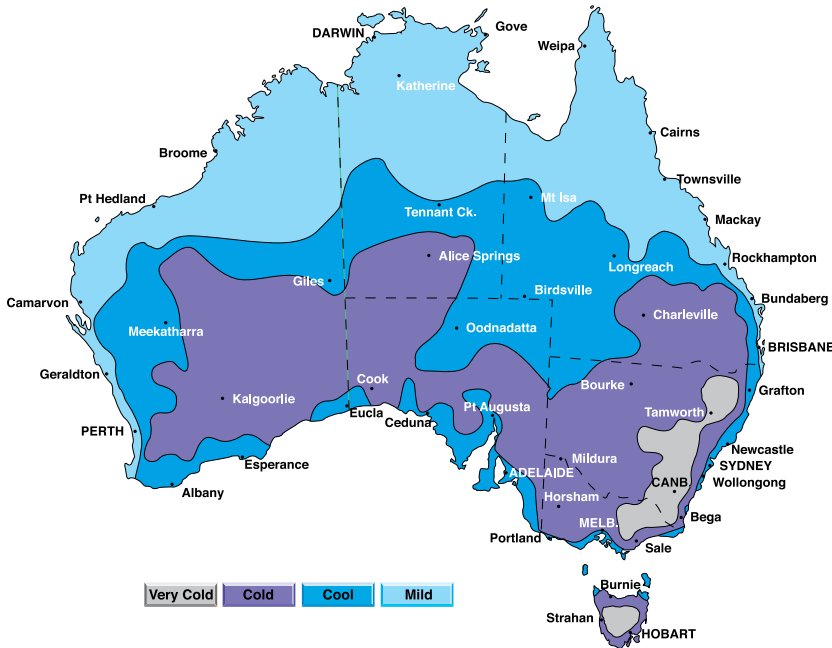 Gove
DARWIN
Weipa
Katherine
Cairns
Broome
Townsville
Pt Hedland
Mt Isa
Tennant Ck.
Mackay
Alice Springs
Longreach
Rockhampton
Giles
Birdsville
Camarvon
Bundaberg
Meekatharra
Charleville
Oodnadatta
BRISBANE
Geraldton
Cook
Bourke
Grafton
Kalgoorlie
Eucla
Pt Augusta
Tamworth
Ceduna
PERTH
Newcastle
Mildura
SYDNEY
Esperance
ADELAIDE
Wollongong
CANB.
Albany
Horsham
Bega
MELB.
Portland
Sale
Burnie
Very Cold Cold Cool Mild
Strahan
HOBART